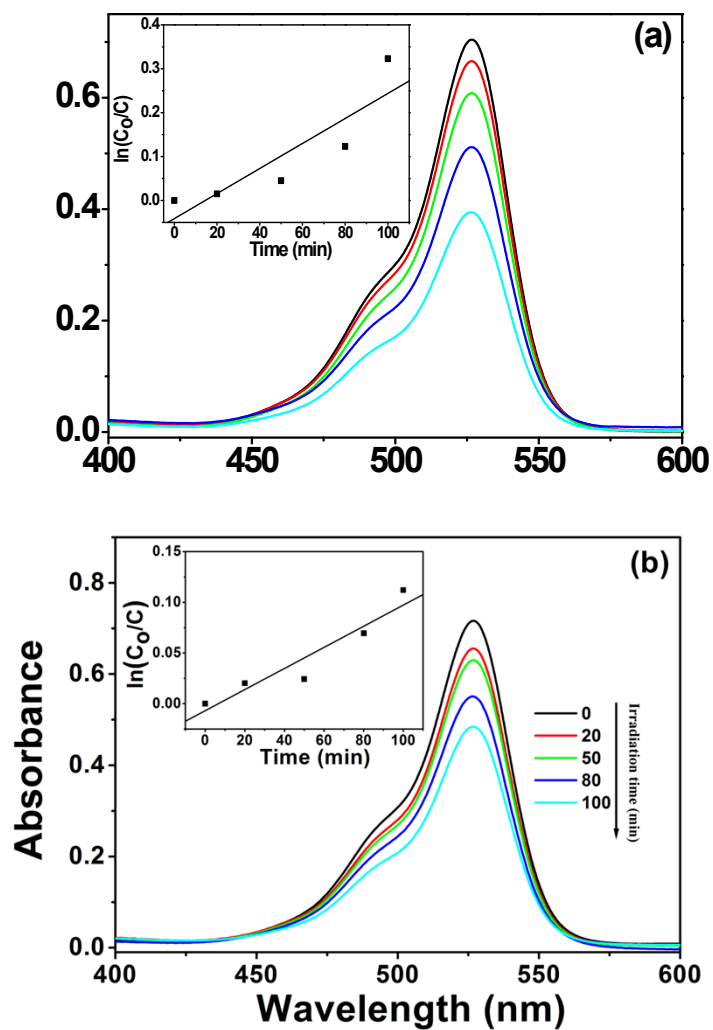 (a)
ln(C₀/C)
0.4
0.3
0.2
0.1
0.0
0 20 40 60 80 100
Time (min)
0.6
0.4
0.2
0.0
400 450 500 550 600
(b)
ln(C₀/C)
0.15
0.10
0.05
0.00
0 20 40 60 80 100
Time (min)
Absorbance
0.8
0.6
0.4
0.2
0.0
0
20
50
80
100
Irradiation time (min)
400 450 500 550 600
Wavelength (nm)